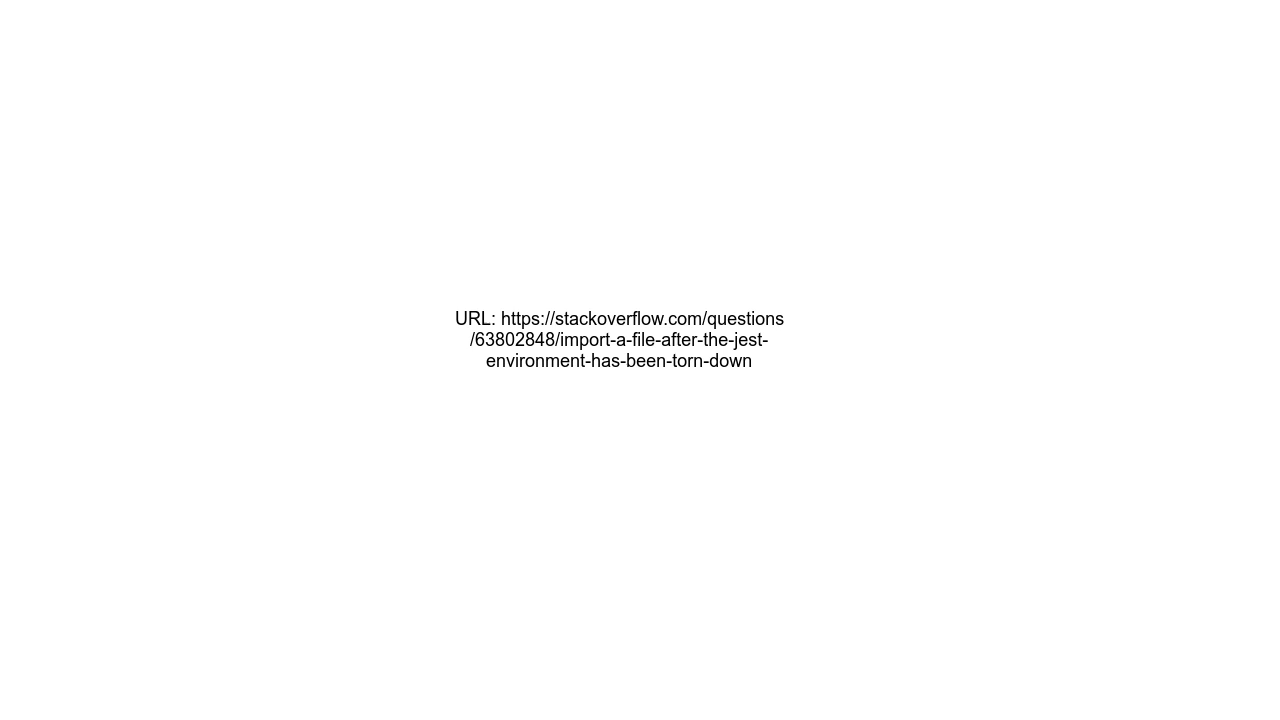 URL: https://stackoverflow.com/questions
/63802848/import-a-file-after-the-jest-
environment-has-been-torn-down